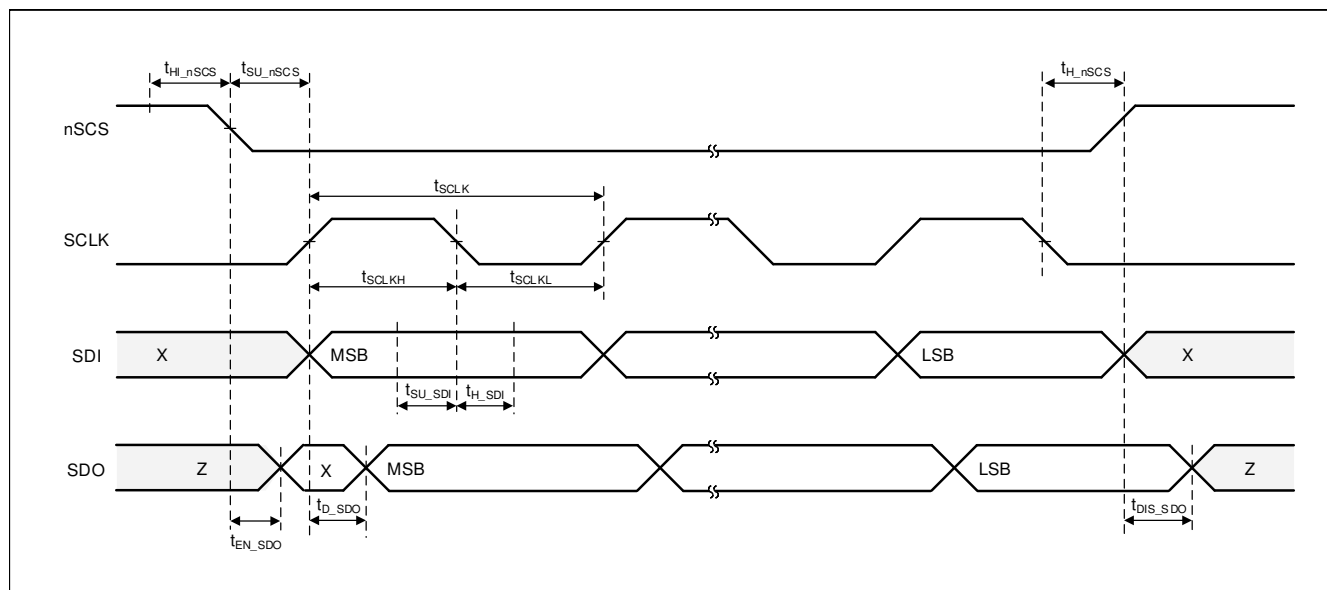 tHI_nSCS tSU_nSCS tH_nSCS
nSCS
tSCLK
SCLK
tSCLKH tSCLKL
SDI X MSB LSB X
tSU_SDI tH_SDI
SDO Z X MSB LSB Z
tD_SDO tDIS_SDO
tEN_SDO